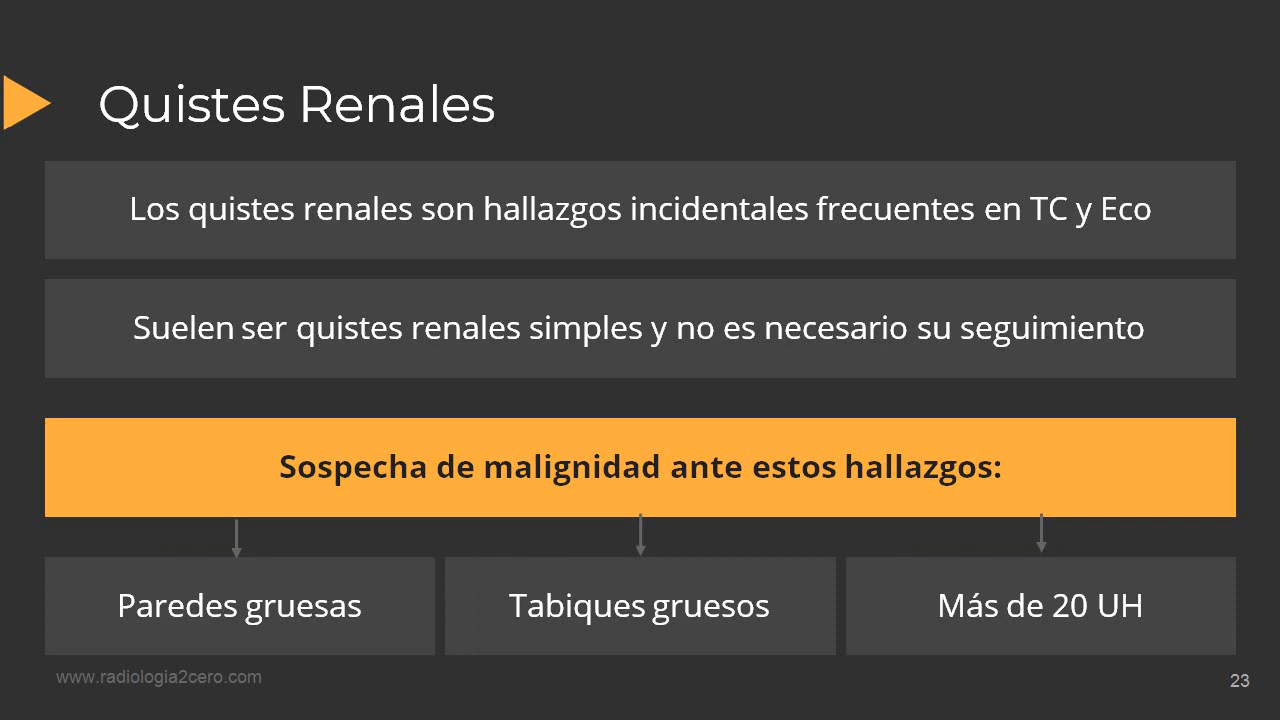 Quistes Renales
Los quistes renales son hallazgos incidentales frecuentes en TC y Eco
Suelen ser quistes renales simples y no es necesario su seguimiento
Sospecha de malignidad ante estos hallazgos:
Paredes gruesas
Tabiques gruesos
Más de 20 UH
www.radiologia2cero.com
23